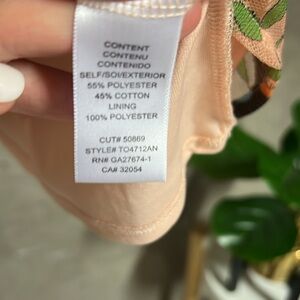 CONTENT
CONTENU
CONTENIDO
SELF/SOI/EXTERIOR
55% POLYESTER
45% COTTON
LINING
100% POLYESTER
CUT# 50869
STYLE# TO4712AN
RN# GA27674-1
CA# 32054